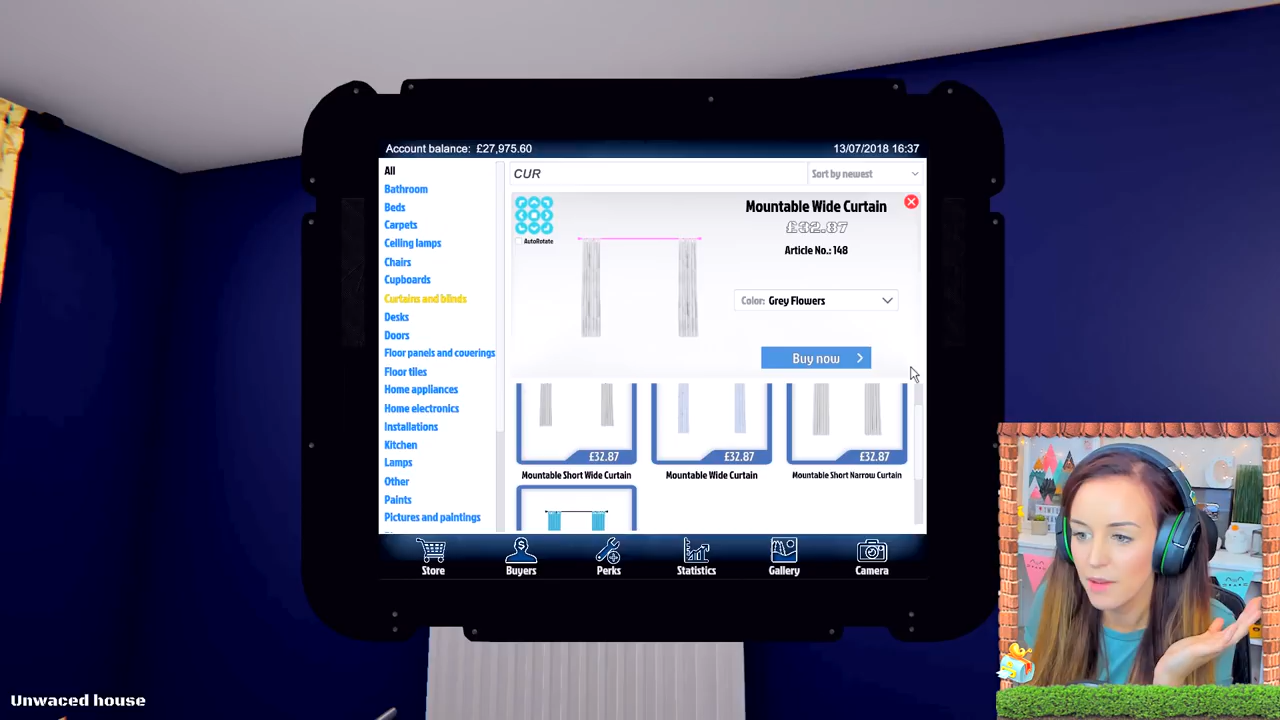 Account balance: £27,975.60
13/07/2018 16:37
All
Bathroom
Beds
Carpets
Ceiling lamps
Chairs
Cupboards
Curtains and blinds
Desks
Doors
Floor panels and coverings
Floor tiles
Home appliances
Home electronics
Installations
Kitchen
Lamps
Other
Paints
Pictures and paintings
CUR
Sort by newest
AutoRotate
Mountable Wide Curtain
£32.87
Article No.: 148
Color: Grey Flowers
Buy now
£32.87
£32.87
£32.87
Mountable Short Wide Curtain
Mountable Wide Curtain
Mountable Short Narrow Curtain
Store
Buyers
Perks
Statistics
Gallery
Camera
Unwaced house